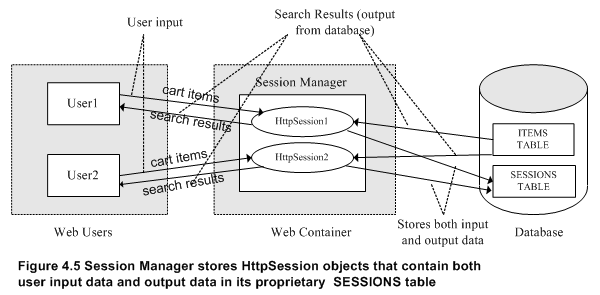 User input
Search Results (output
from database)
Session Manager
User1
cart items
search results
HttpSession1
ITEMS
TABLE
User2
cart items
search results
HttpSession2
SESSIONS
TABLE
Web Users
Web Container
Stores both input
and output data
Database
Figure 4.5 Session Manager stores HttpSession objects that contain both
user input data and output data in its proprietary SESSIONS table